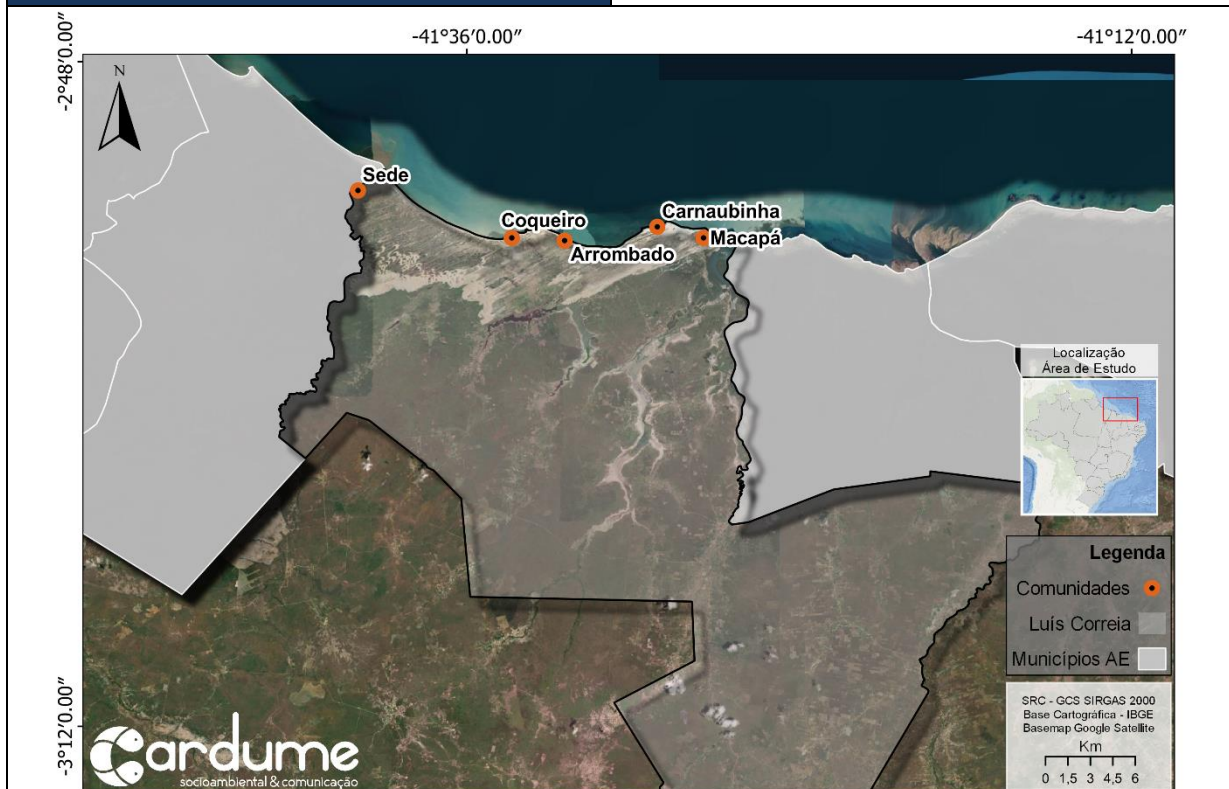 -41°36′0.00″
-41°12′0.00″
-2°48′0.00″
N
Sede
Coqueiro
Carnaubinha
Arrombado
Macapá
Localização
Área de Estudo
Legenda
Comunidades
Luís Correia
Municípios AE
-3°12′0.00″
SRC - GCS SIRGAS 2000
Base Cartográfica - IBGE
Basemap Google Satellite
Km
0 1,5 3 4,5 6
Cardume
socioambiental & comunicação